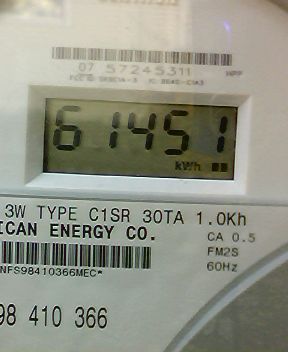 07 57245311
61451
kWh
3W TYPE C1SR 30TA 1.0Kh
ICAN ENERGY CO.
CA 0.5
FM2S
60Hz
NFS98410366MEC*
98 410 366